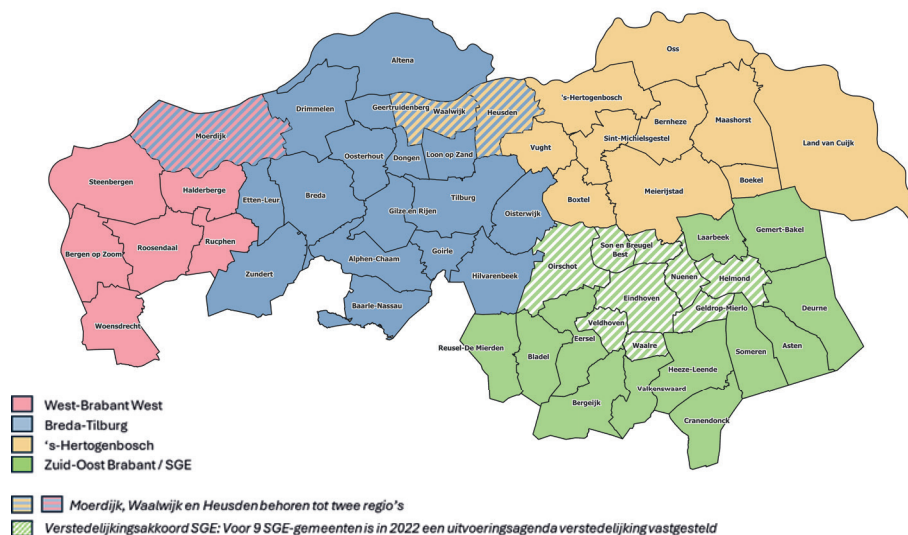 Oss
Altena
's-Hertogenbosch
Geertruidenberg
Waalwijk
Heusden
Maashorst
Drimmelen
Bernheze
Moerdijk
Sint-Michielsgestel
Land van Cuijk
Vught
Oosterhout
Dongen
Loon op Zand
Steenbergen
Halderberge
Boekel
Meierijstad
Etten-Leur
Breda
Tilburg
Boxtel
Gilze en Rijen
Oisterwijk
Laarbeek
Gemert-Bakel
Roosendaal
Rucphen
Son en Breugel
Bergen op Zoom
Goirle
Best
Alphen-Chaam
Oirschot
Zundert
Hilvarenbeek
Nuenen
Helmond
Eindhoven
Baarle-Nassau
Geldrop-Mierlo
Deurne
Woensdrecht
Veldhoven
Eersel
Asten
Reusel-De Mierden
Waalre
Someren
Bladel
Heeze-Leende
Valkenswaard
Bergeijk
Cranendonck
West-Brabant West
Breda-Tilburg
‘s-Hertogenbosch
Zuid-Oost Brabant / SGE
Moerdijk, Waalwijk en Heusden behoren tot twee regio’s
Verstedelijkingsakkoord SGE: Voor 9 SGE-gemeenten is in 2022 een uitvoeringsagenda verstedelijking vastgesteld